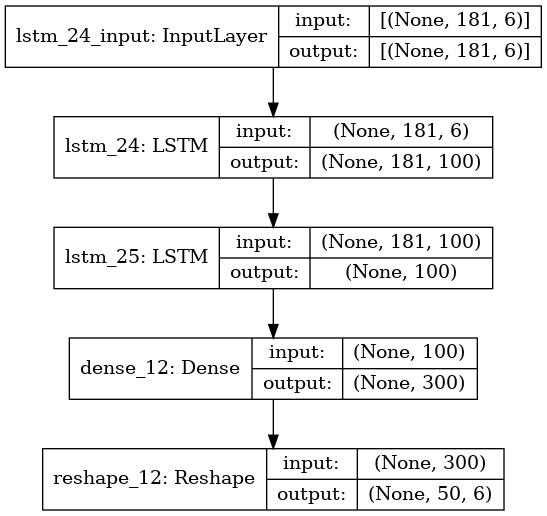 lstm_24_input: InputLayer
input:
[(None, 181, 6)]
output:
[(None, 181, 6)]
lstm_24: LSTM
input:
(None, 181, 6)
output:
(None, 181, 100)
lstm_25: LSTM
input:
(None, 181, 100)
output:
(None, 100)
dense_12: Dense
input:
(None, 100)
output:
(None, 300)
reshape_12: Reshape
input:
(None, 300)
output:
(None, 50, 6)